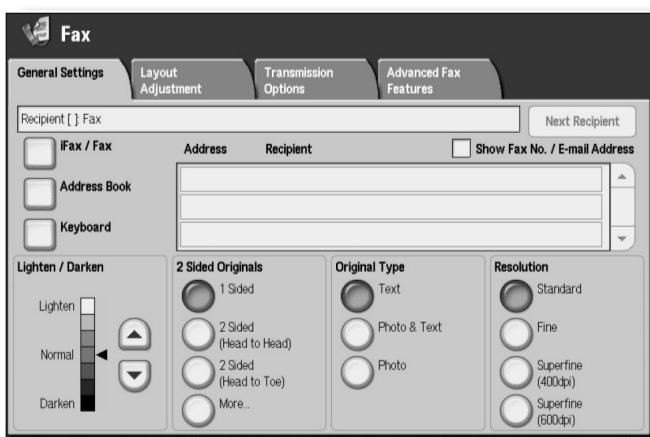 Fax
General Settings
Layout
Adjustment
Transmission
Options
Advanced Fax
Features
Recipient [ ]: Fax
Next Recipient
iFax / Fax
Address Recipient
Show Fax No. / E-mail Address
Address Book
Keyboard
Lighten / Darken
Lighten
Normal
Darken
2 Sided Originals
1 Sided
2 Sided
(Head to Head)
2 Sided
(Head to Toe)
More...
Original Type
Text
Photo & Text
Photo
Resolution
Standard
Fine
Superfine
(400dpi)
Superfine
(600dpi)